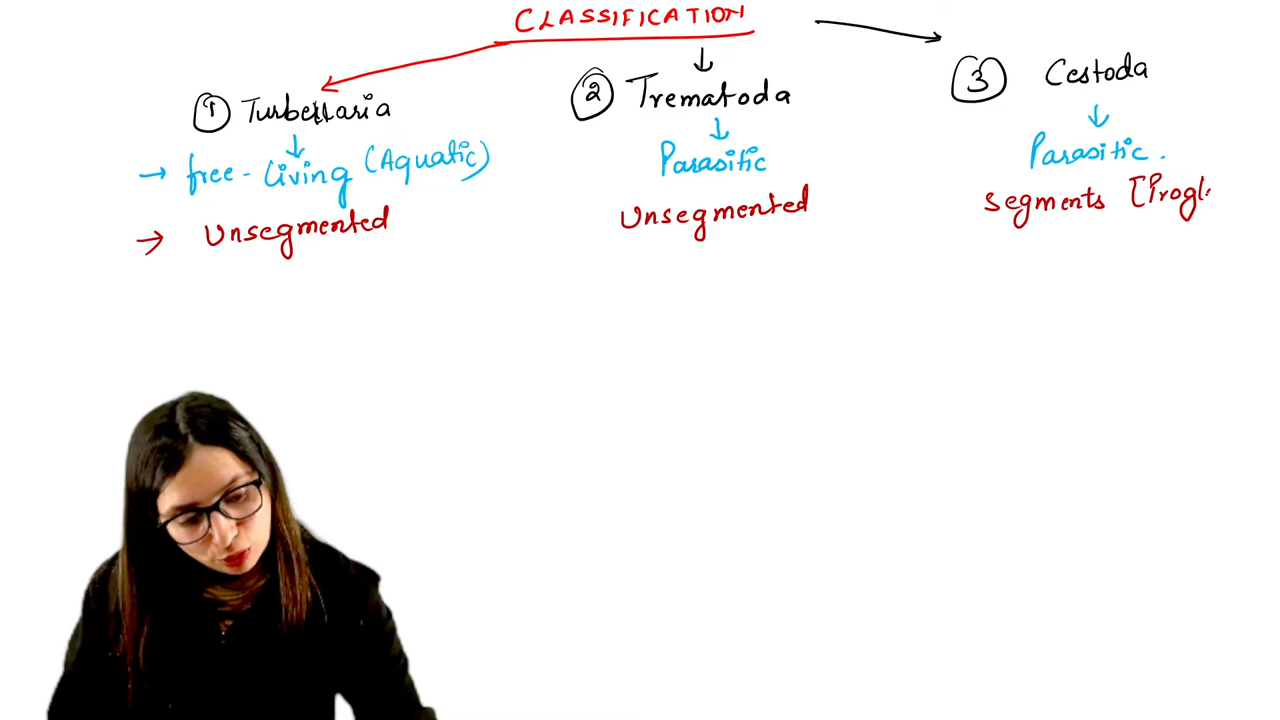 CLASSIFICATION
① Turbellaria
② Trematoda
③ Cestoda
→ free-living (Aquatic)
Parasitic
Parasitic.
→ Unsegmented
Unsegmented
segments [Progl